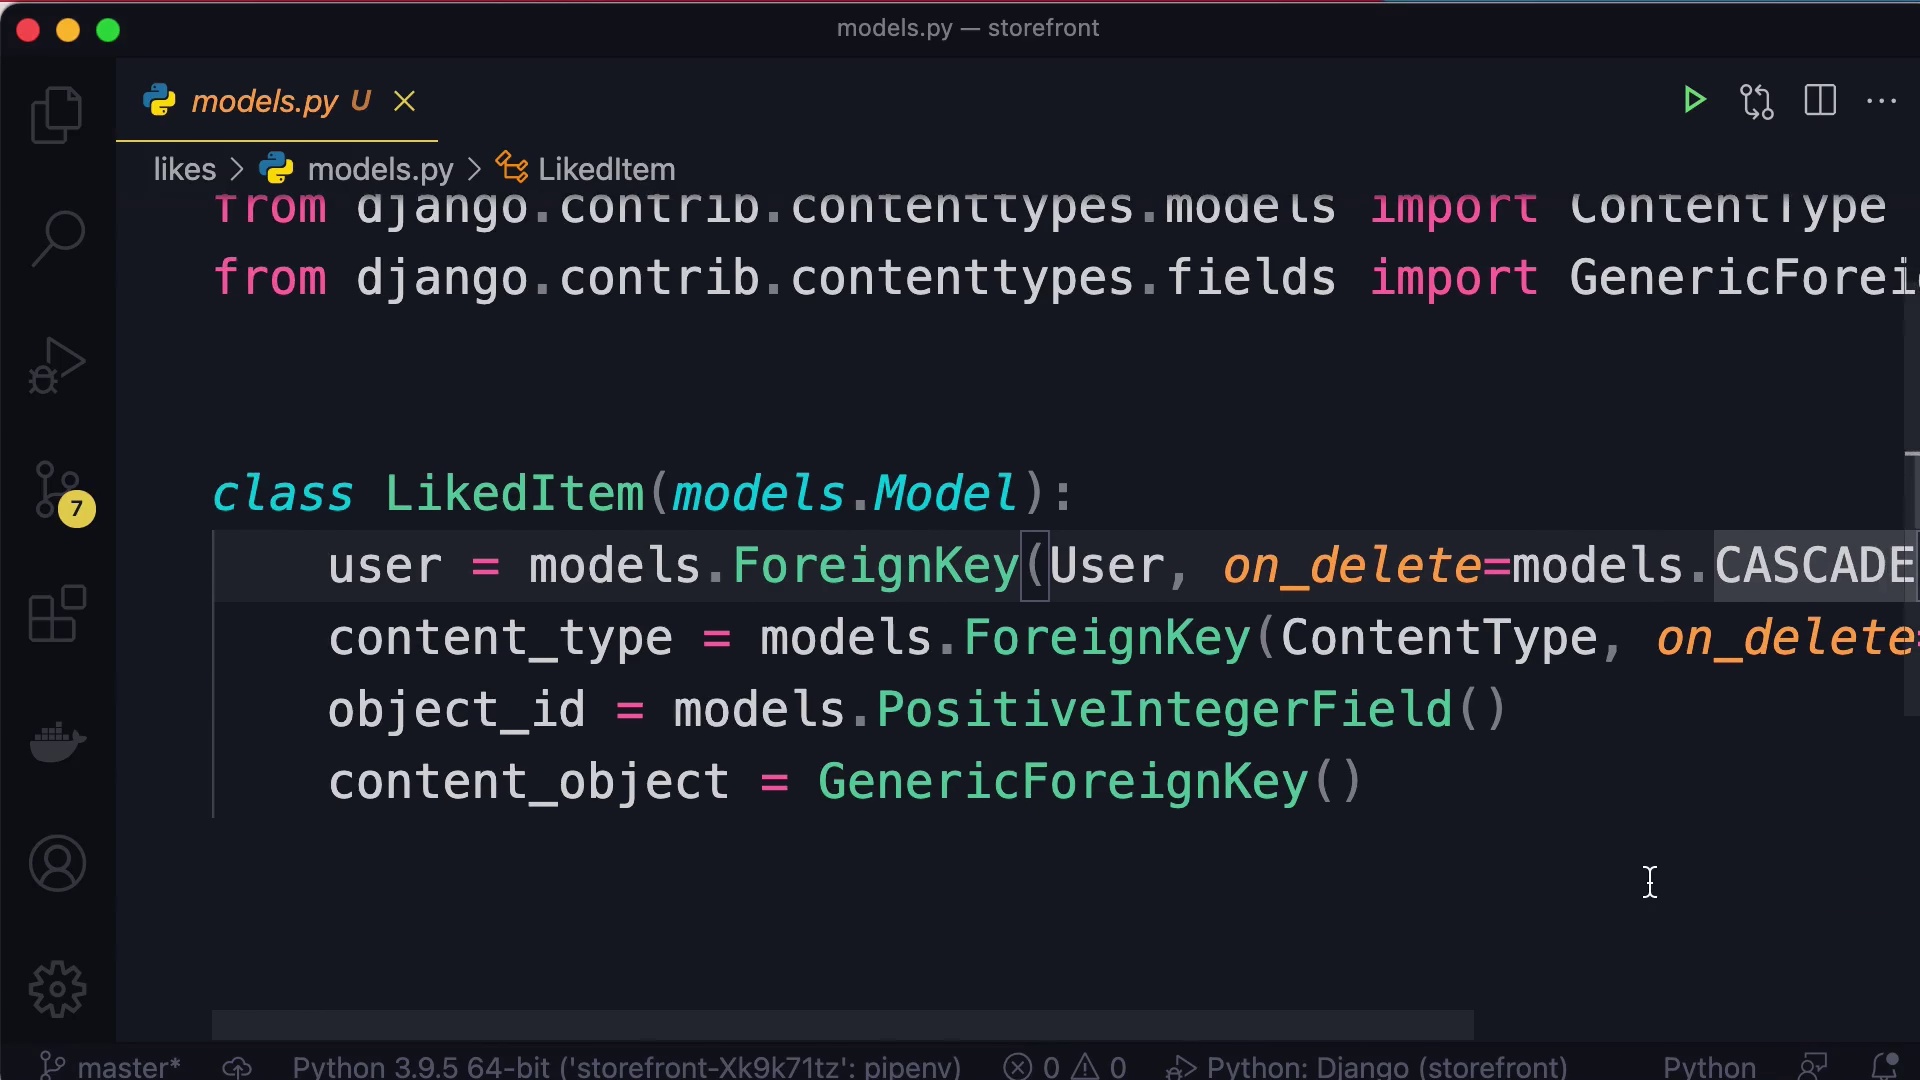 models.py — storefront
models.py U
likes > models.py > LikedItem
from django.contrib.contenttypes.models import ContentType
from django.contrib.contenttypes.fields import GenericForei
class LikedItem(models.Model):
user = models.ForeignKey(User, on_delete=models.CASCADE
content_type = models.ForeignKey(ContentType, on_delete=
object_id = models.PositiveIntegerField()
content_object = GenericForeignKey()
7
master* Python 3.9.5 64-bit ('storefront-Xk9k71tz': pipenv) 0 0 Python: Django (storefront) Python